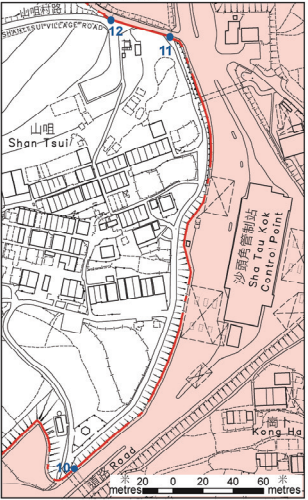 山咀村路
SHAN TSUI VILLAGE ROAD
12
11
山咀
Shan Tsui
沙頭角管制站
Sha Tau Kok
Control Point
崗下
Kong Ha
10
路 Road
米
metres 20 0 20 40 60
米
metres